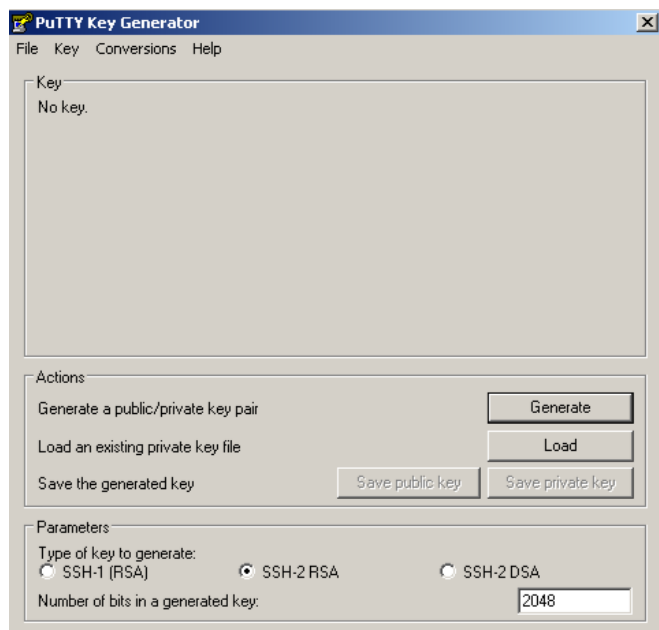 PuTTY Key Generator
File Key Conversions Help
Key
No key.
Actions
Generate a public/private key pair Generate
Load an existing private key file Load
Save the generated key Save public key Save private key
Parameters
Type of key to generate:
SSH-1 (RSA) SSH-2 RSA SSH-2 DSA
Number of bits in a generated key: 2048